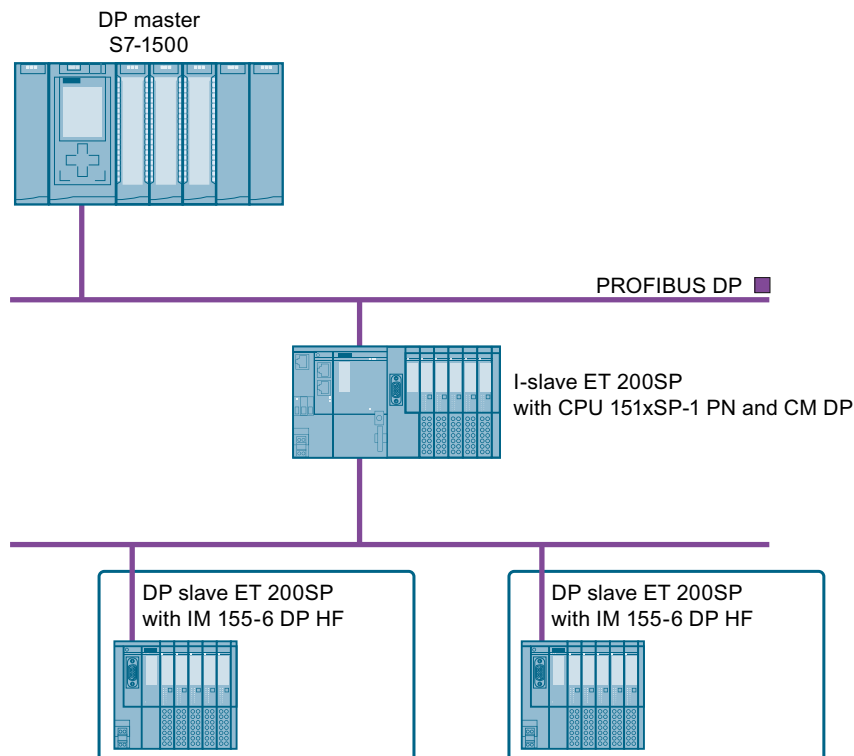 DP master
S7-1500
PROFIBUS DP
I-slave ET 200SP
with CPU 151xSP-1 PN and CM DP
DP slave ET 200SP
with IM 155-6 DP HF
DP slave ET 200SP
with IM 155-6 DP HF